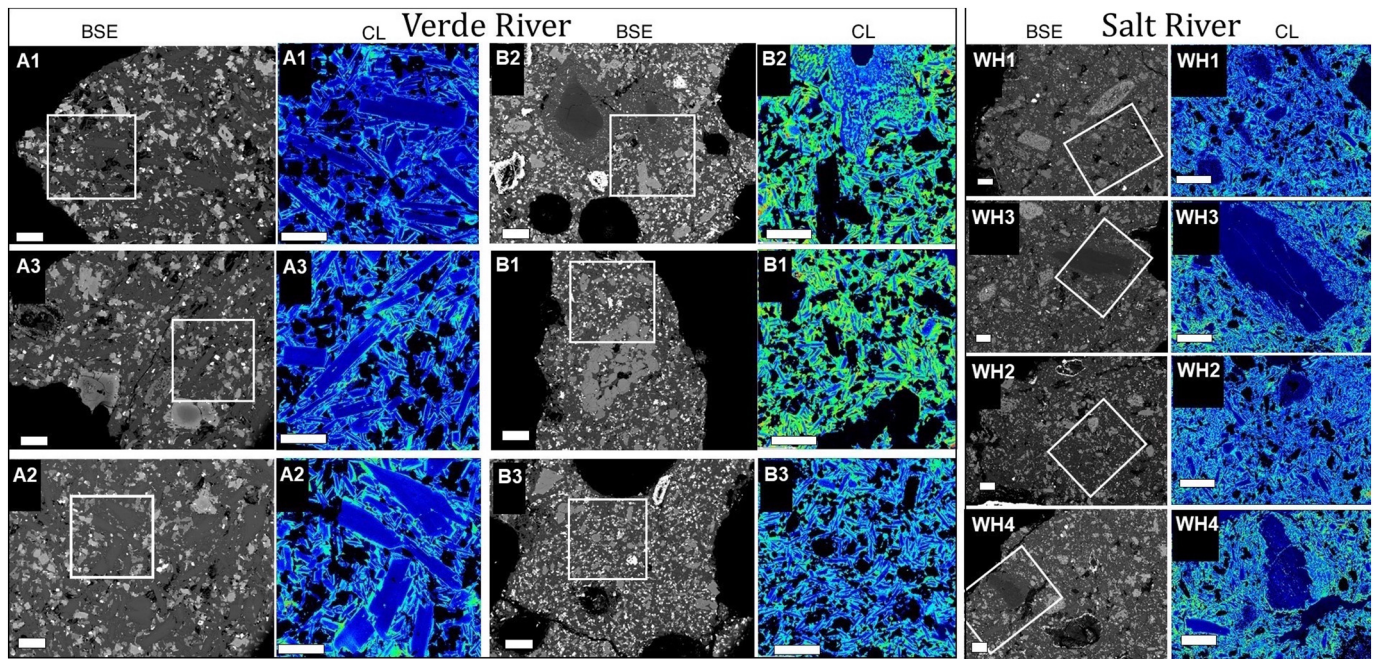 Verde River
Salt River
BSE
CL
BSE
CL
BSE
CL
A1
A1
B2
B2
WH1
WH1
A3
A3
B1
B1
WH3
WH3
A2
A2
B3
B3
WH2
WH2
WH4
WH4